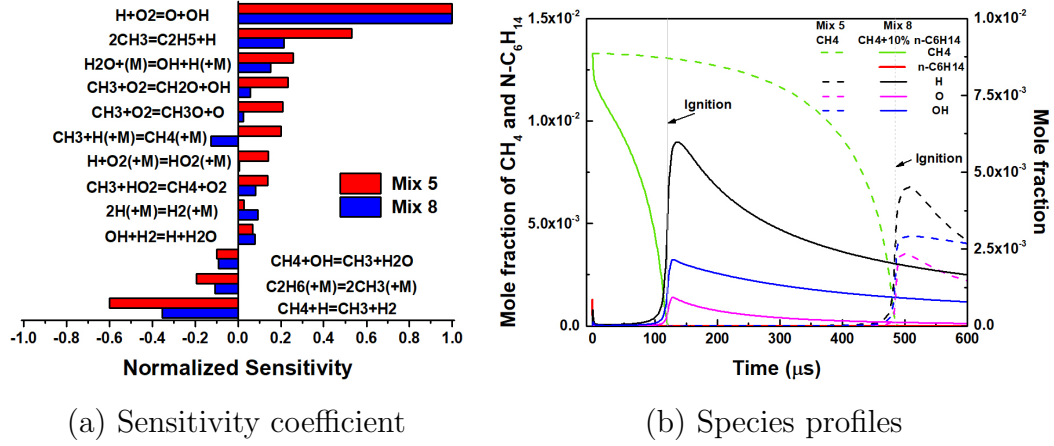 H+O2=O+OH
2CH3=C2H5+H
H2O+(M)=OH+H(+M)
CH3+O2=CH2O+OH
CH3+O2=CH3O+O
CH3+H(+M)=CH4(+M)
H+O2(+M)=HO2(+M)
CH3+HO2=CH4+O2
2H(+M)=H2(+M)
OH+H2=H+H2O
CH4+OH=CH3+H2O
C2H6(+M)=2CH3(+M)
CH4+H=CH3+H2
Mix 5
Mix 8
-1.0 -0.8 -0.6 -0.4 -0.2 0.0 0.2 0.4 0.6 0.8 1.0
Normalized Sensitivity
(a) Sensitivity coefficient
Mole fraction of CH4 and N-C6H14
1.5x10-2
1.0x10-2
5.0x10-3
0.0
Mix 5 Mix 8
CH4 CH4+10% n-C6H14
CH4
n-C6H14
H
O
OH
Ignition
Ignition
1.0x10-2
7.5x10-3
5.0x10-3
2.5x10-3
0.0
Mole fraction
0 100 200 300 400 500 600
Time (μs)
(b) Species profiles